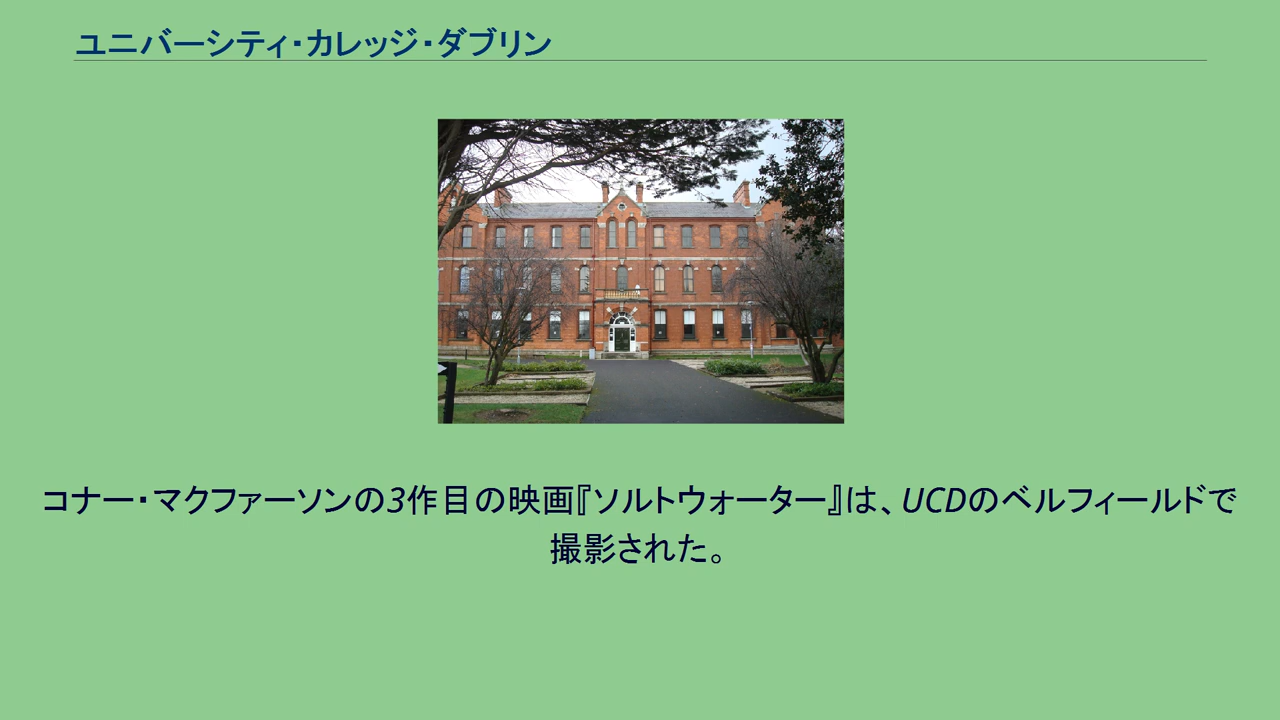 ユニバーシティ・カレッジ・ダブリン
コナー・マクファーソンの3作目の映画『ソルトウォーター』は、UCDのベルフィールドで
撮影された。